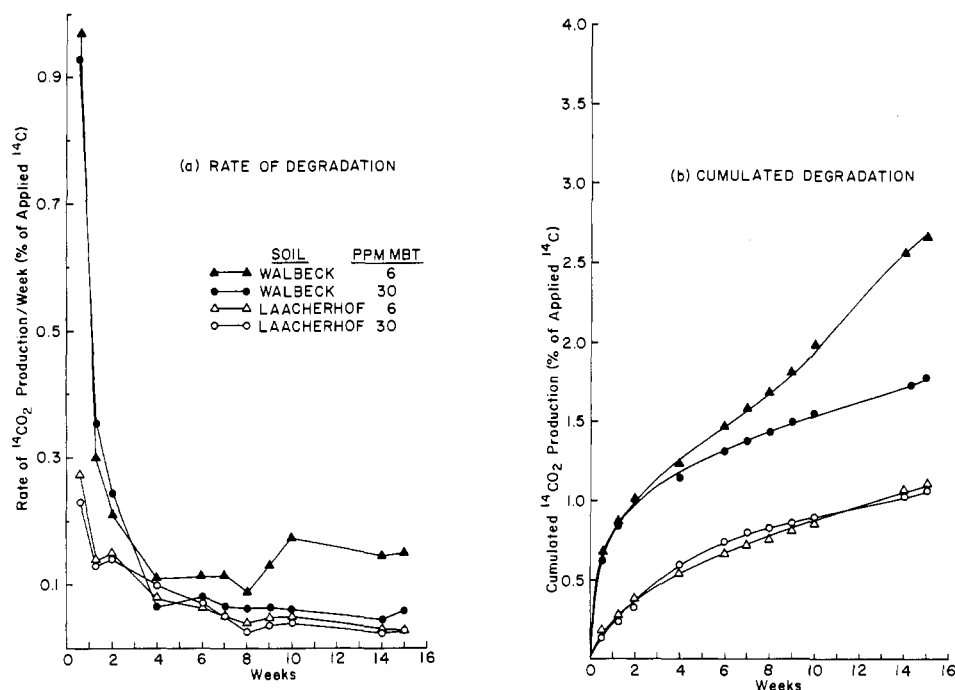 Rate of ¹⁴CO₂ Production/Week (% of Applied ¹⁴C)
0.9
0.7
0.5
0.3
0.1
(a) RATE OF DEGRADATION
SOIL PPM MBT
WALBECK 6
WALBECK 30
LAACHERHOF 6
LAACHERHOF 30
0 2 4 6 8 10 12 14 16
Weeks
Cumulated ¹⁴CO₂ Production (% of Applied ¹⁴C)
4.0
3.5
3.0
2.5
2.0
1.5
1.0
0.5
(b) CUMULATED DEGRADATION
0 2 4 6 8 10 12 14 16
Weeks